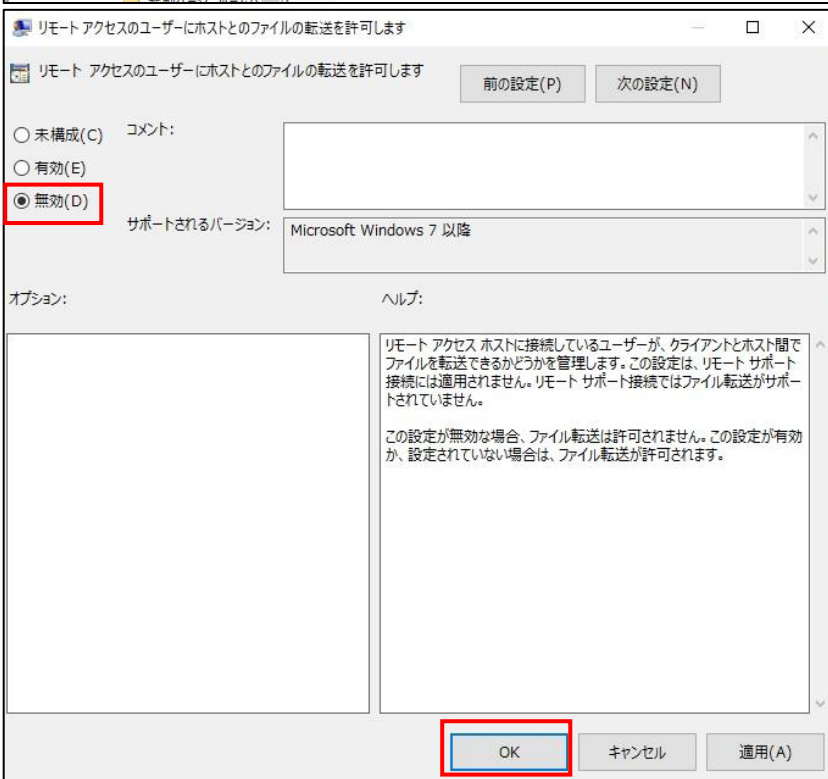 リモート アクセスのユーザーにホストとのファイルの転送を許可します
リモート アクセスのユーザーにホストとのファイルの転送を許可します
前の設定(P)
次の設定(N)
未構成(C)
コメント:
有効(E)
無効(D)
サポートされるバージョン:
Microsoft Windows 7 以降
オプション:
ヘルプ:
リモート アクセス ホストに接続しているユーザーが、クライアントとホスト間で
ファイルを転送できるかどうかを管理します。この設定は、リモート サポート
接続には適用されません。リモート サポート接続ではファイル転送がサポー
トされていません。
この設定が無効な場合、ファイル転送は許可されません。この設定が有効
か、設定されていない場合は、ファイル転送が許可されます。
OK
キャンセル
適用(A)